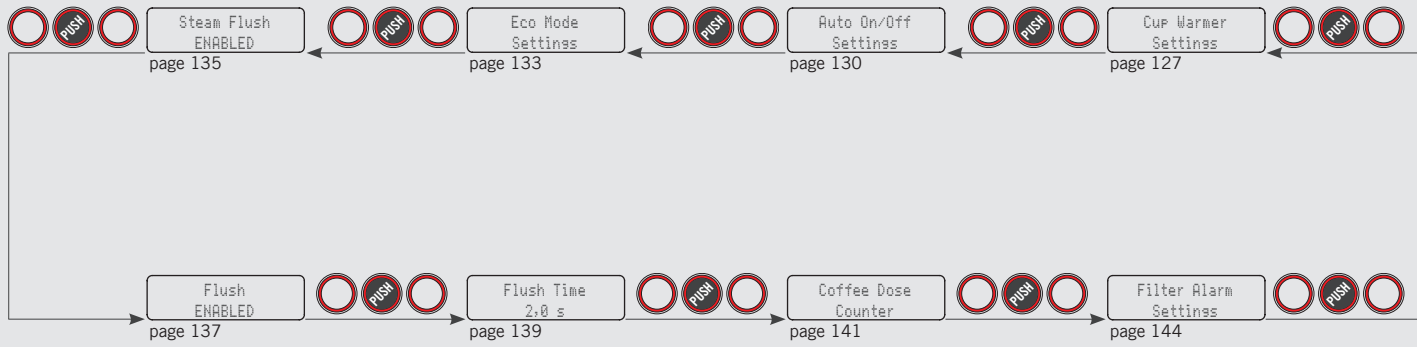 PUSH
Steam Flush
ENABLED
page 135
PUSH
Eco Mode
Settings
page 133
PUSH
Auto On/Off
Settings
page 130
PUSH
Cup Warmer
Settings
page 127
PUSH
Flush
ENABLED
page 137
PUSH
Flush Time
2,0 s
page 139
PUSH
Coffee Dose
Counter
page 141
PUSH
Filter Alarm
Settings
page 144
PUSH